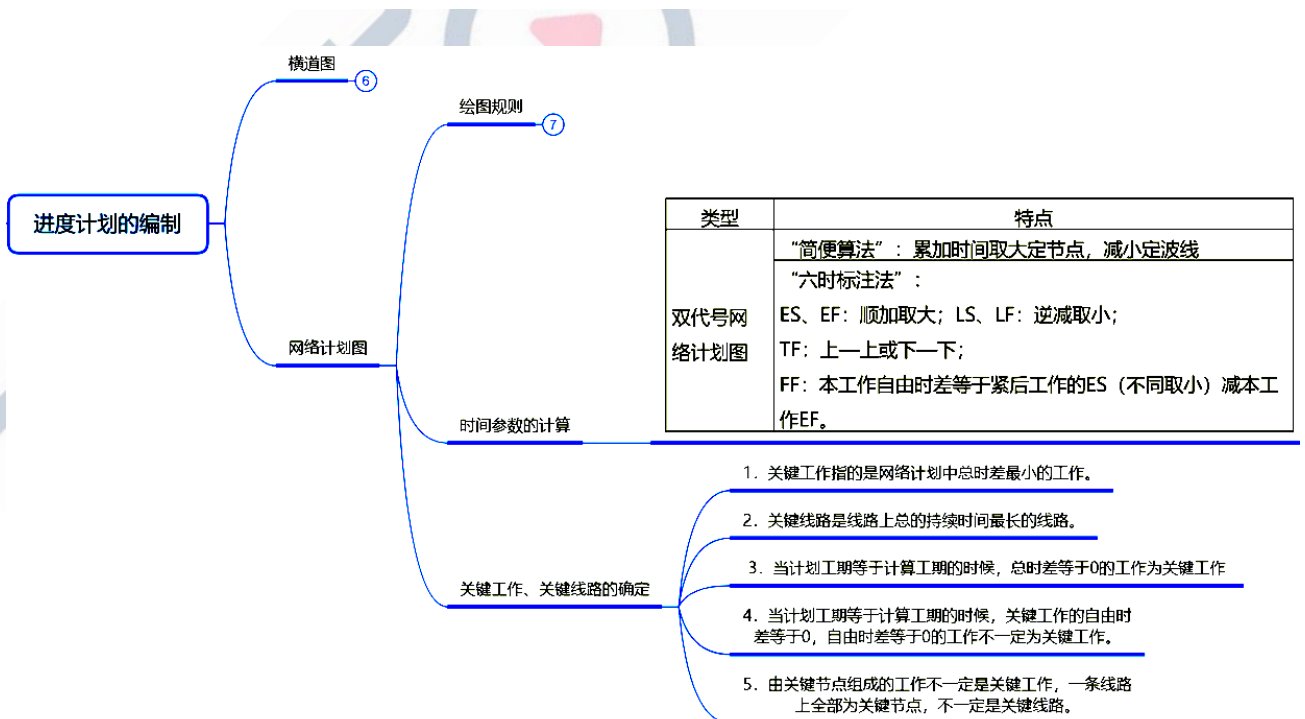 横道图
6
绘图规则
7
进度计划的编制
类型
特点
“简便算法”：累加时间取大定节点，减小定波线
“六时标注法”：
双代号网
络计划图
ES、EF：顺加取大；LS、LF：逆减取小；
TF：上—上或下—下；
FF：本工作自由时差等于紧后工作的ES（不同取小）减本工
作EF。
网络计划图
时间参数的计算
关键工作、关键线路的确定
1．关键工作指的是网络计划中总时差最小的工作。
2．关键线路是线路上总的持续时间最长的线路。
3．当计划工期等于计算工期的时候，总时差等于0的工作为关键工作
4．当计划工期等于计算工期的时候，关键工作的自由时
差等于0，自由时差等于0的工作不一定为关键工作。
5．由关键节点组成的工作不一定是关键工作，一条线路
上全部为关键节点，不一定是关键线路。